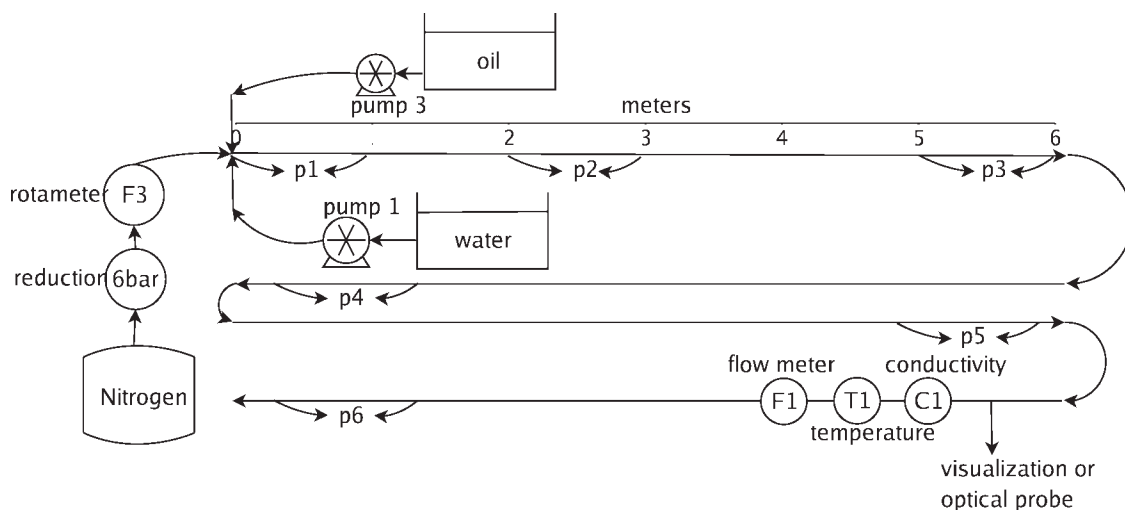 oil
pump 3
meters
0 1 2 3 4 5 6
p1 p2 p3
rotameter F3
pump 1
water
reduction 6bar
p4
p5
Nitrogen
flow meter conductivity
F1 T1 C1
p6
temperature
visualization or
optical probe